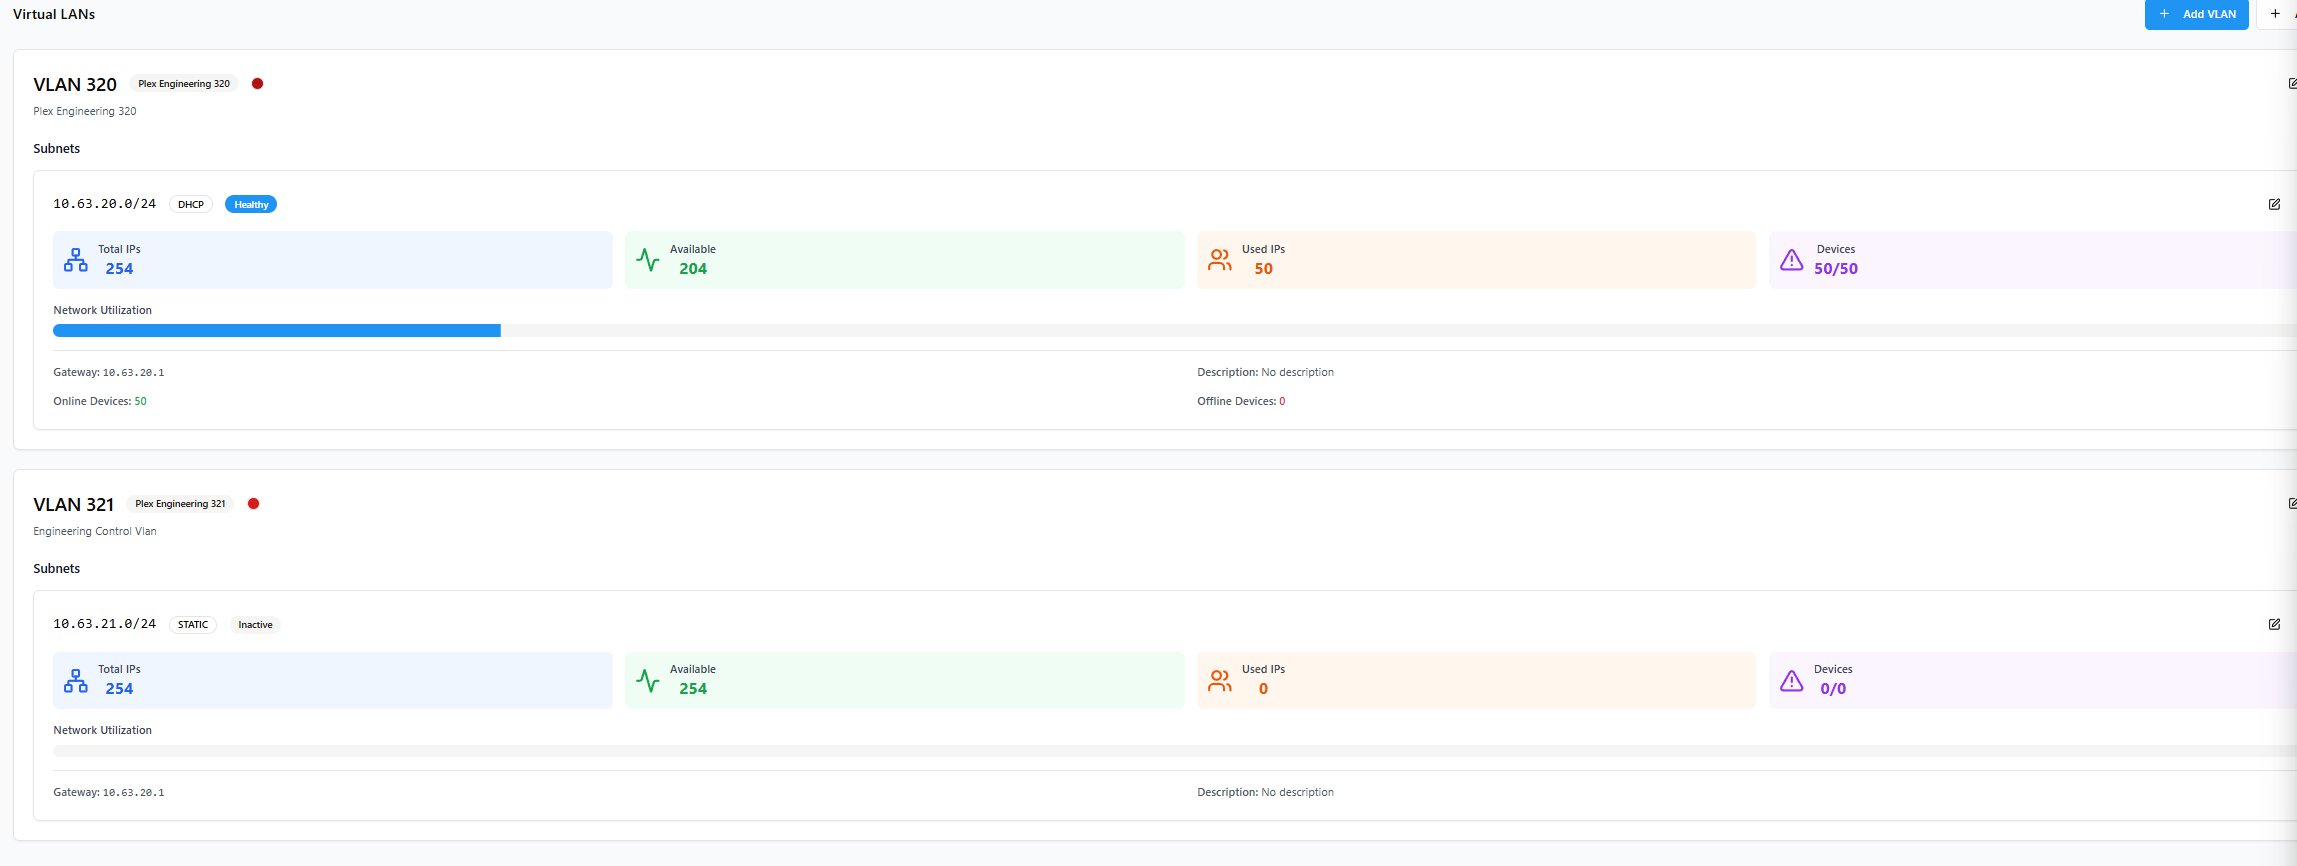 Virtual LANs
+ Add VLAN
+
VLAN 320 Plex Engineering 320
Plex Engineering 320
Subnets
10.63.20.0/24 DHCP Healthy
Total IPs
254
Available
204
Used IPs
50
Devices
50/50
Network Utilization
Gateway: 10.63.20.1
Description: No description
Online Devices: 50
Offline Devices: 0
VLAN 321 Plex Engineering 321
Engineering Control Vlan
Subnets
10.63.21.0/24 STATIC Inactive
Total IPs
254
Available
254
Used IPs
0
Devices
0/0
Network Utilization
Gateway: 10.63.20.1
Description: No description